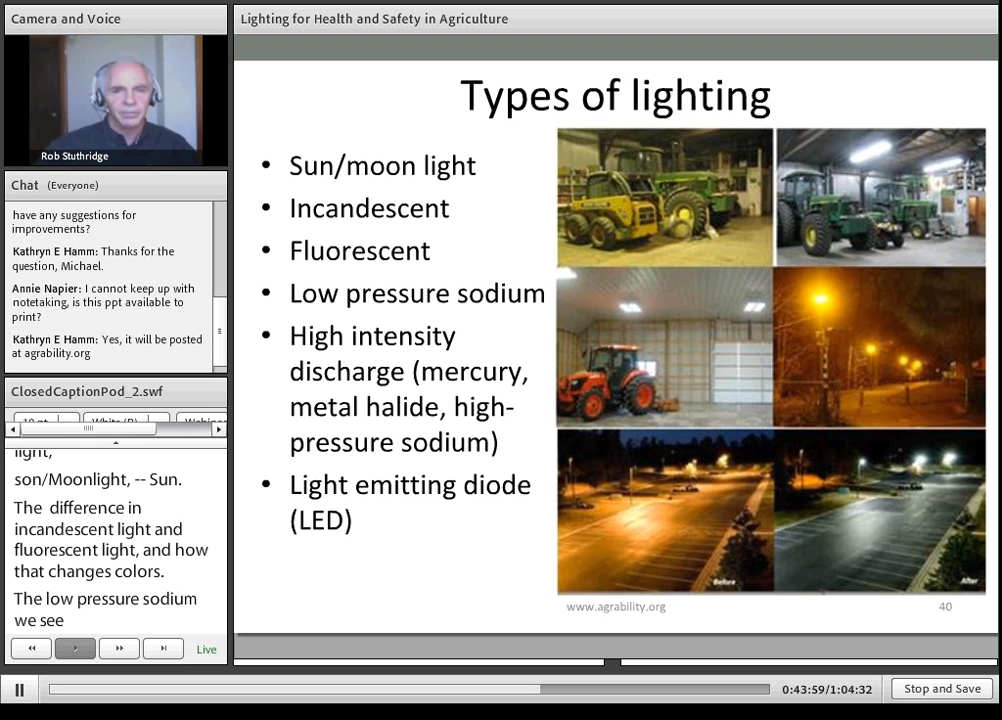 Camera and Voice
Rob Stuthridge
Chat (Everyone)
have any suggestions for
improvements?
Kathryn E Hamm: Thanks for the
question, Michael.
Annie Napier: I cannot keep up with
notetaking, is this ppt available to
print?
Kathryn E Hamm: Yes, it will be posted
at agrability.org
ClosedCaptionPod_2.swf
light,
son/Moonlight, -- Sun.
The difference in
incandescent light and
fluorescent light, and how
that changes colors.
The low pressure sodium
we see
Live
Lighting for Health and Safety in Agriculture
Types of lighting
• Sun/moon light
• Incandescent
• Fluorescent
• Low pressure sodium
• High intensity
discharge (mercury,
metal halide, high-
pressure sodium)
• Light emitting diode
(LED)
Before
After
www.agrability.org
40
0:43:59/1:04:32
Stop and Save